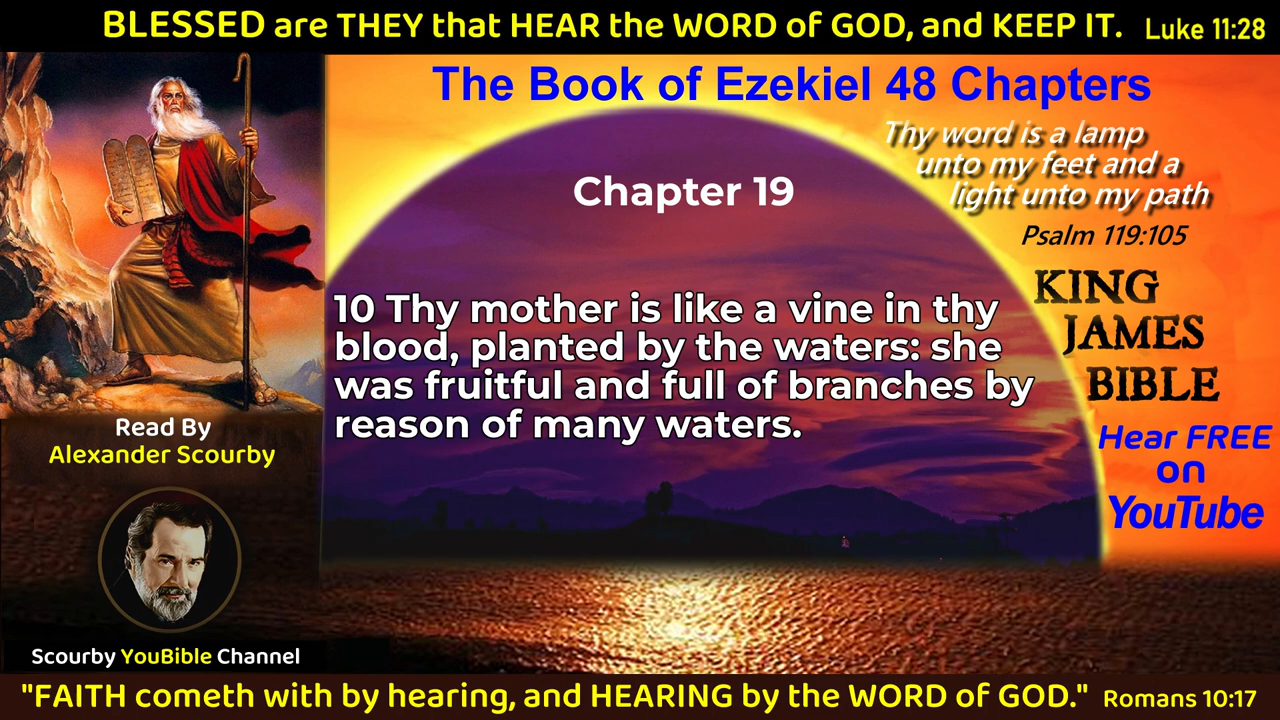 BLESSED are THEY that HEAR the WORD of GOD, and KEEP IT. Luke 11:28
The Book of Ezekiel 48 Chapters
Thy word is a lamp
unto my feet and a
light unto my path
Psalm 119:105
Chapter 19
10 Thy mother is like a vine in thy
blood, planted by the waters: she
was fruitful and full of branches by
reason of many waters.
KING
JAMES
BIBLE
Hear FREE
on
YouTube
Read By
Alexander Scourby
Scourby YouBible Channel
"FAITH cometh with by hearing, and HEARING by the WORD of GOD." Romans 10:17